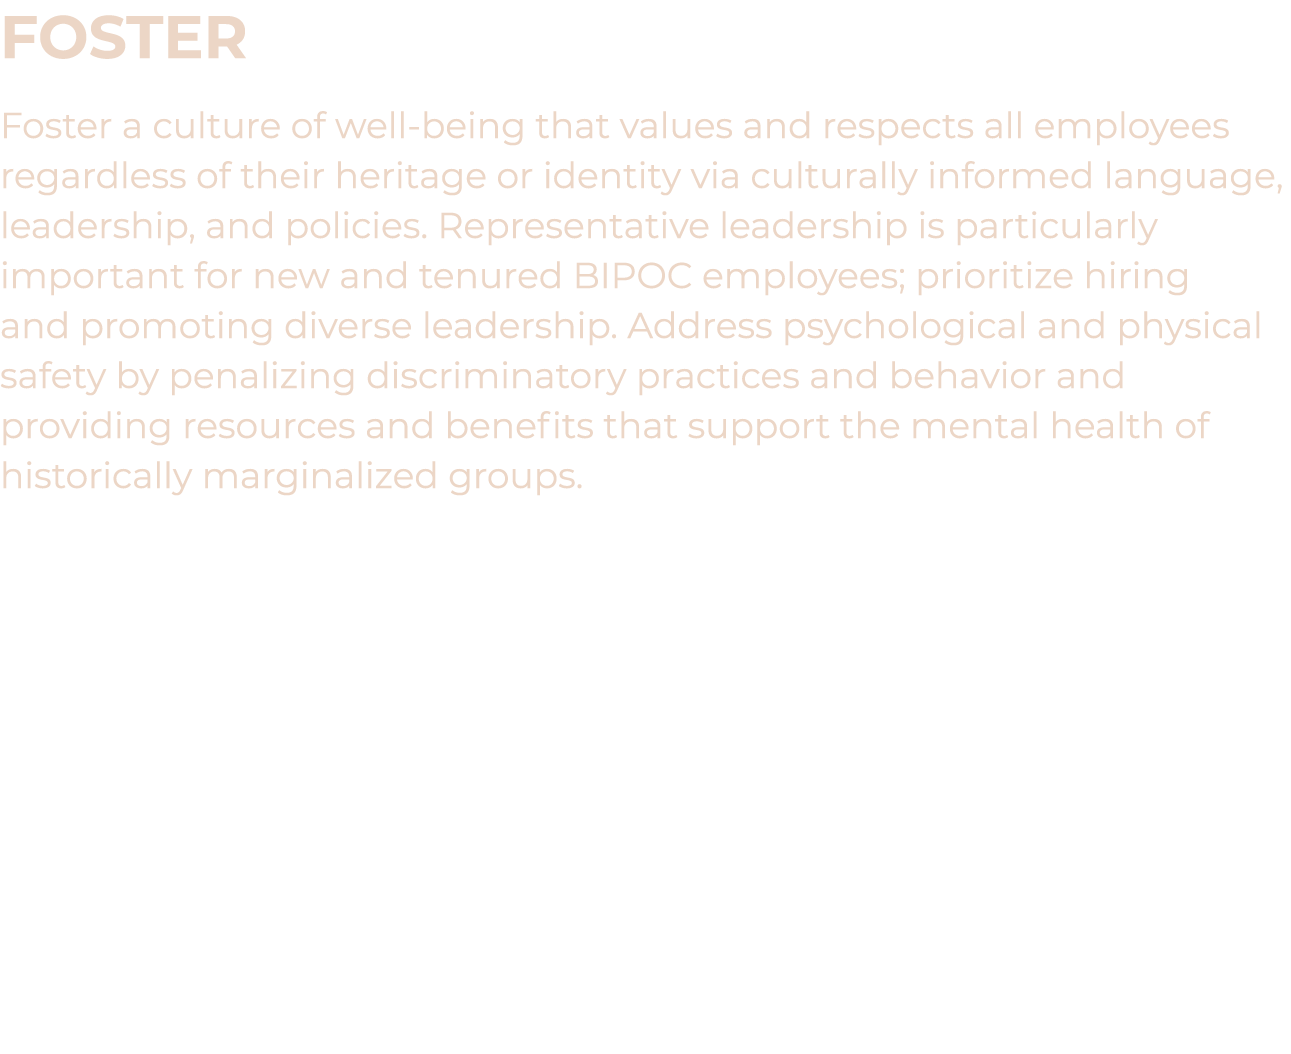 FOSTER
Foster a culture of well-being that values and respects all employees
regardless of their heritage or identity via culturally informed language,
leadership, and policies. Representative leadership is particularly
important for new and tenured BIPOC employees; prioritize hiring
and promoting diverse leadership. Address psychological and physical
safety by penalizing discriminatory practices and behavior and
providing resources and benefits that support the mental health of
historically marginalized groups.